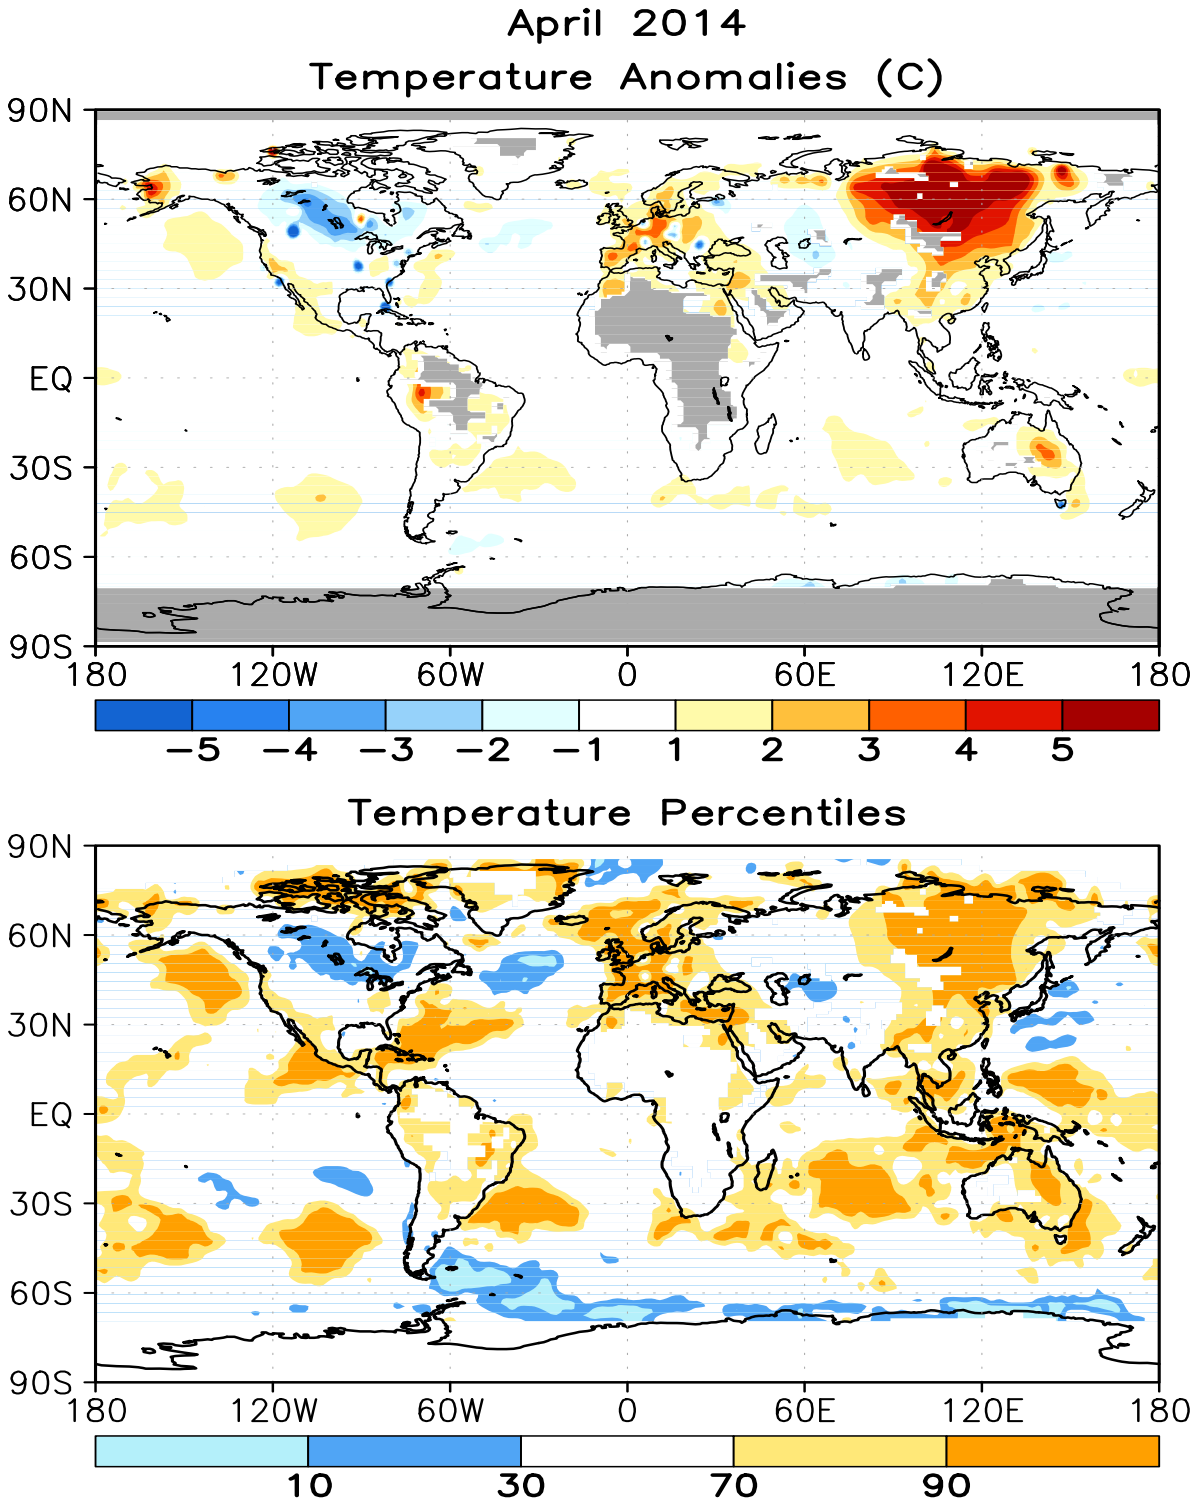 April 2014
Temperature Anomalies (C)
90N
60N
30N
EQ
30S
60S
90S
180 120W 60W 0 60E 120E 180
-5 -4 -3 -2 -1 1 2 3 4 5
Temperature Percentiles
90N
60N
30N
EQ
30S
60S
90S
180 120W 60W 0 60E 120E 180
10 30 70 90